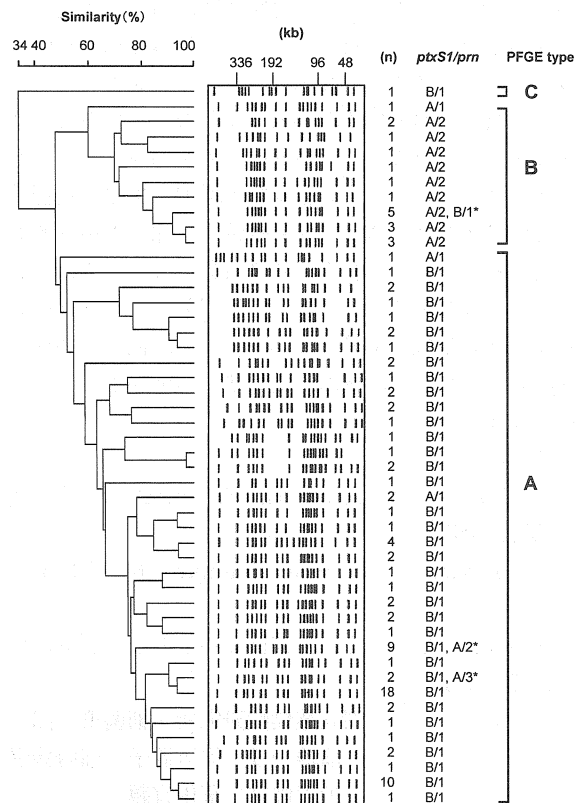 Similarity(%)
34 40 60 80 100
(kb)
336 192 96 48
(n) ptxS1/prn PFGE type
1 B/1 C
1 A/1
2 A/2
1 A/2
1 A/2
1 A/2 B
1 A/2
1 A/2
5 A/2, B/1*
3 A/2
3 A/2
1 A/1
1 B/1
2 B/1
1 B/1
1 B/1
2 B/1
1 B/1
2 B/1
1 B/1
2 B/1
2 B/1
1 B/1
1 B/1
1 B/1
2 B/1
1 B/1 A
2 A/1
1 B/1
1 B/1
4 B/1
2 B/1
1 B/1
1 B/1
2 B/1
2 B/1
1 B/1
9 B/1, A/2*
1 B/1
2 B/1, A/3*
18 B/1
2 B/1
1 B/1
1 B/1
2 B/1
1 B/1
10 B/1
1 B/1